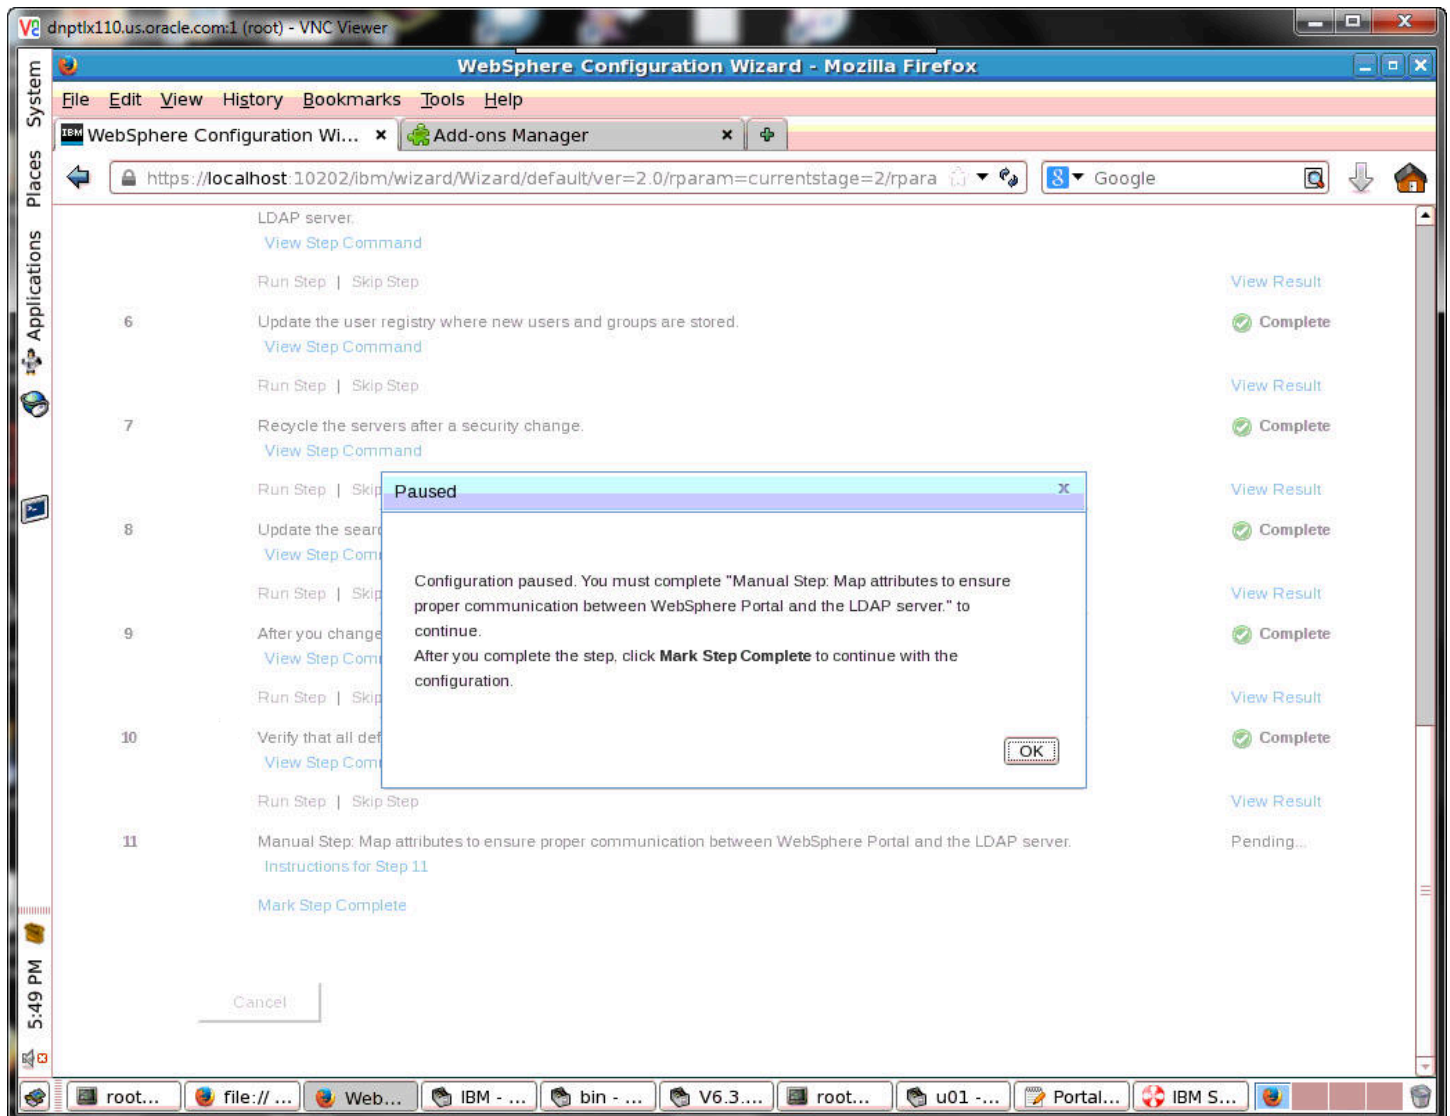 dnptlx110.us.oracle.com:1 (root) - VNC Viewer
WebSphere Configuration Wizard - Mozilla Firefox
File Edit View History Bookmarks Tools Help
WebSphere Configuration Wi...
Add-ons Manager
https://localhost:10202/ibm/wizard/Wizard/default/ver=2.0/rparam=currentstage=2/rpara
Google
System
Places
Applications
5:49 PM
LDAP server.
View Step Command
Run Step | Skip Step
View Result
6 Update the user registry where new users and groups are stored. Complete
View Step Command
Run Step | Skip Step View Result
7 Recycle the servers after a security change. Complete
View Step Command
Run Step | Skip View Result
8 Update the sear Complete
View Step Com
Run Step | Skip View Result
9 After you change Complete
View Step Com
Run Step | Skip View Result
10 Verify that all def Complete
View Step Com
Run Step | Skip Step View Result
11 Manual Step: Map attributes to ensure proper communication between WebSphere Portal and the LDAP server. Pending...
Instructions for Step 11
Mark Step Complete
Cancel
Paused
x
Configuration paused. You must complete "Manual Step: Map attributes to ensure
proper communication between WebSphere Portal and the LDAP server." to
continue.
After you complete the step, click Mark Step Complete to continue with the
configuration.
OK
root...
file:// ...
Web...
IBM - ...
bin - ...
V6.3....
root...
u01 -...
Portal...
IBM S...